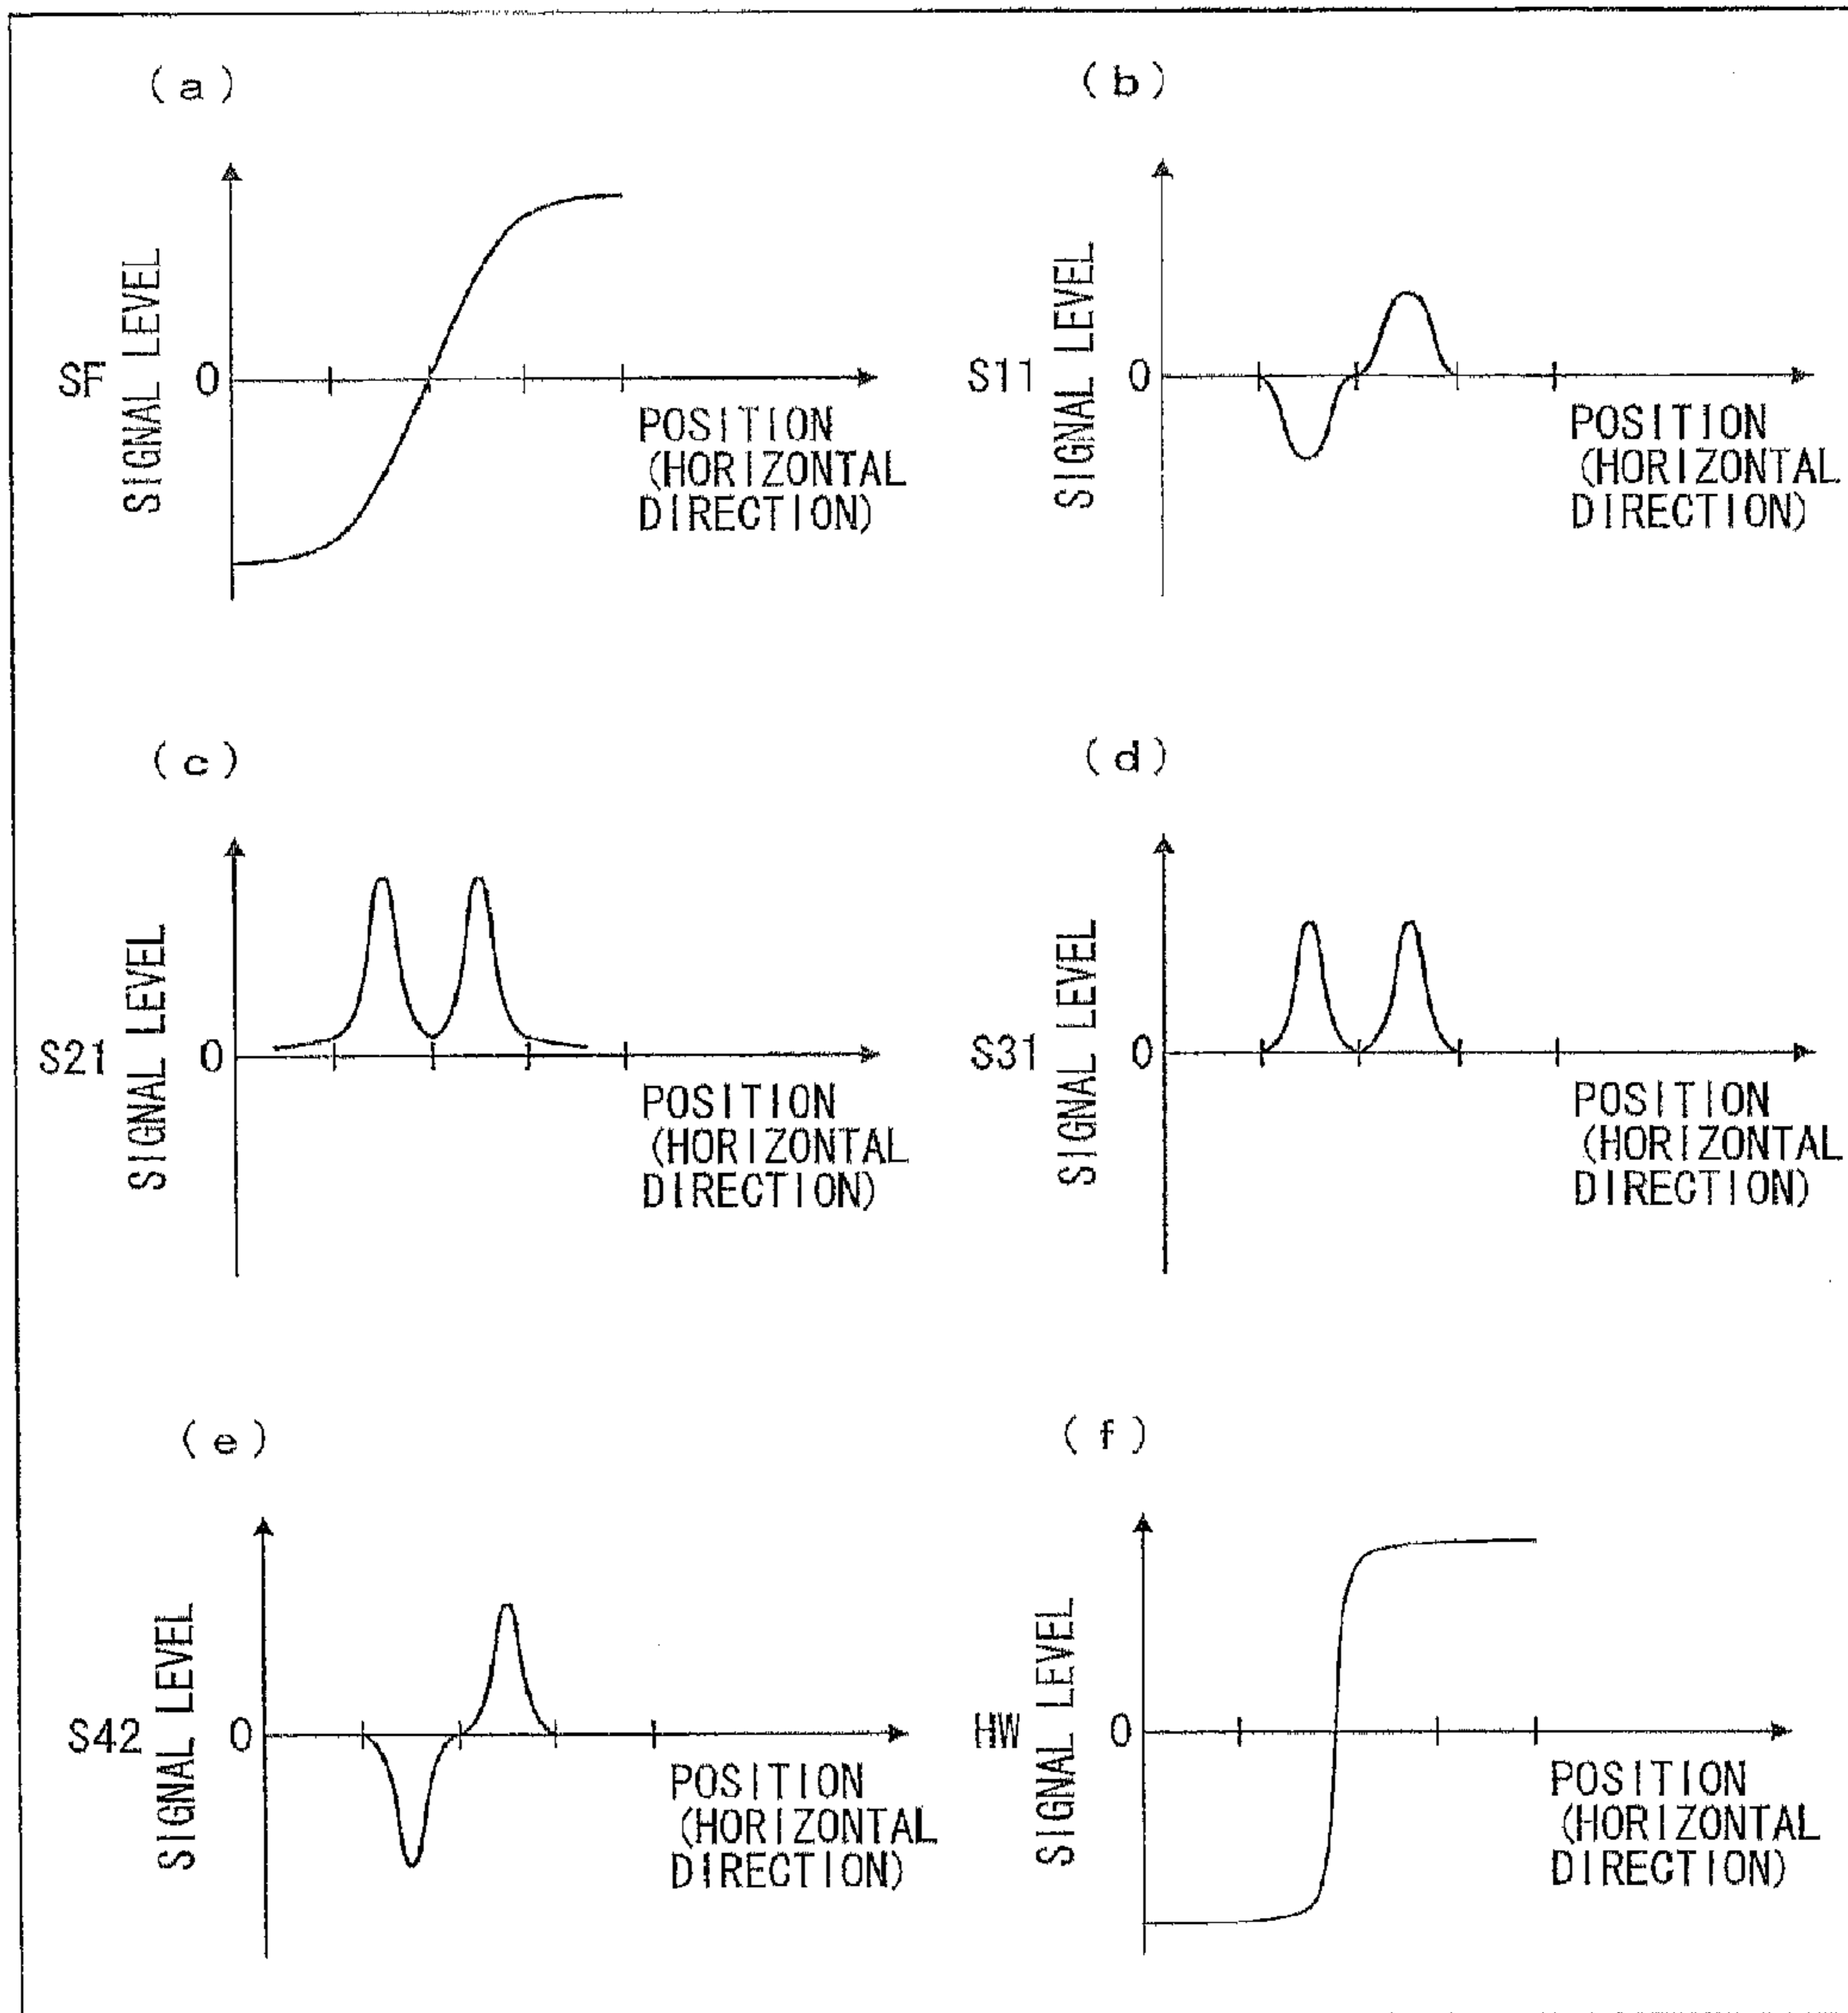 (a)
SF
SIGNAL LEVEL
0
POSITION
(HORIZONTAL
DIRECTION)
(b)
S11
SIGNAL LEVEL
0
POSITION
(HORIZONTAL
DIRECTION)
(c)
S21
SIGNAL LEVEL
0
POSITION
(HORIZONTAL
DIRECTION)
(d)
S31
SIGNAL LEVEL
0
POSITION
(HORIZONTAL
DIRECTION)
(e)
S42
SIGNAL LEVEL
0
POSITION
(HORIZONTAL
DIRECTION)
(f)
HW
SIGNAL LEVEL
0
POSITION
(HORIZONTAL
DIRECTION)